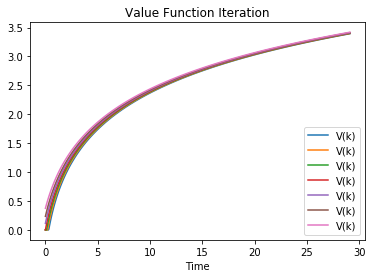 Value Function Iteration
3.5
3.0
2.5
2.0
1.5
1.0
0.5
0.0
V(k)
V(k)
V(k)
V(k)
V(k)
V(k)
V(k)
0 5 10 15 20 25 30
Time